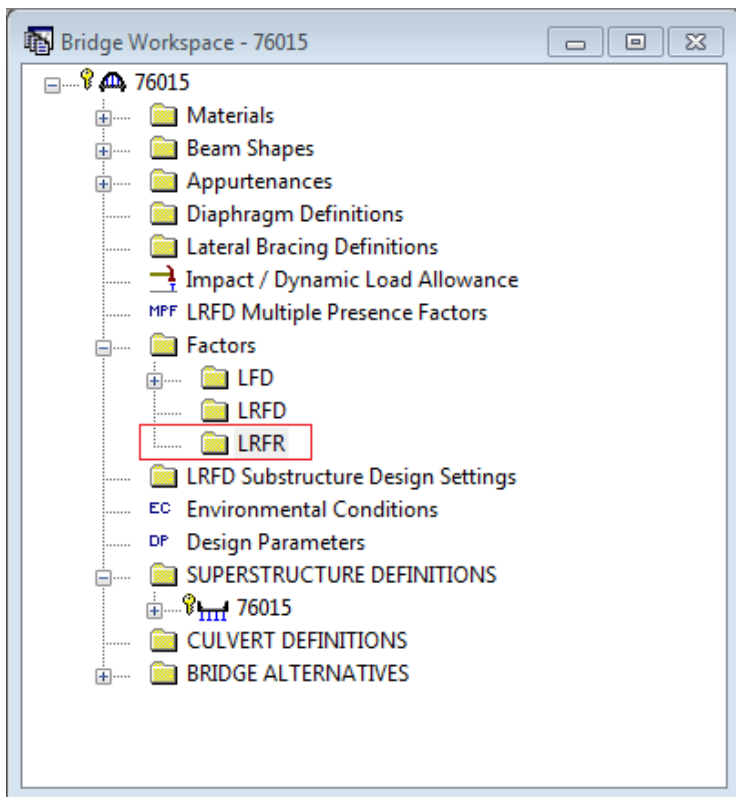 Bridge Workspace - 76015
76015
Materials
Beam Shapes
Appurtenances
Diaphragm Definitions
Lateral Bracing Definitions
Impact / Dynamic Load Allowance
MPF LRFD Multiple Presence Factors
Factors
LFD
LRFD
LRFR
LRFD Substructure Design Settings
EC Environmental Conditions
DP Design Parameters
SUPERSTRUCTURE DEFINITIONS
76015
CULVERT DEFINITIONS
BRIDGE ALTERNATIVES